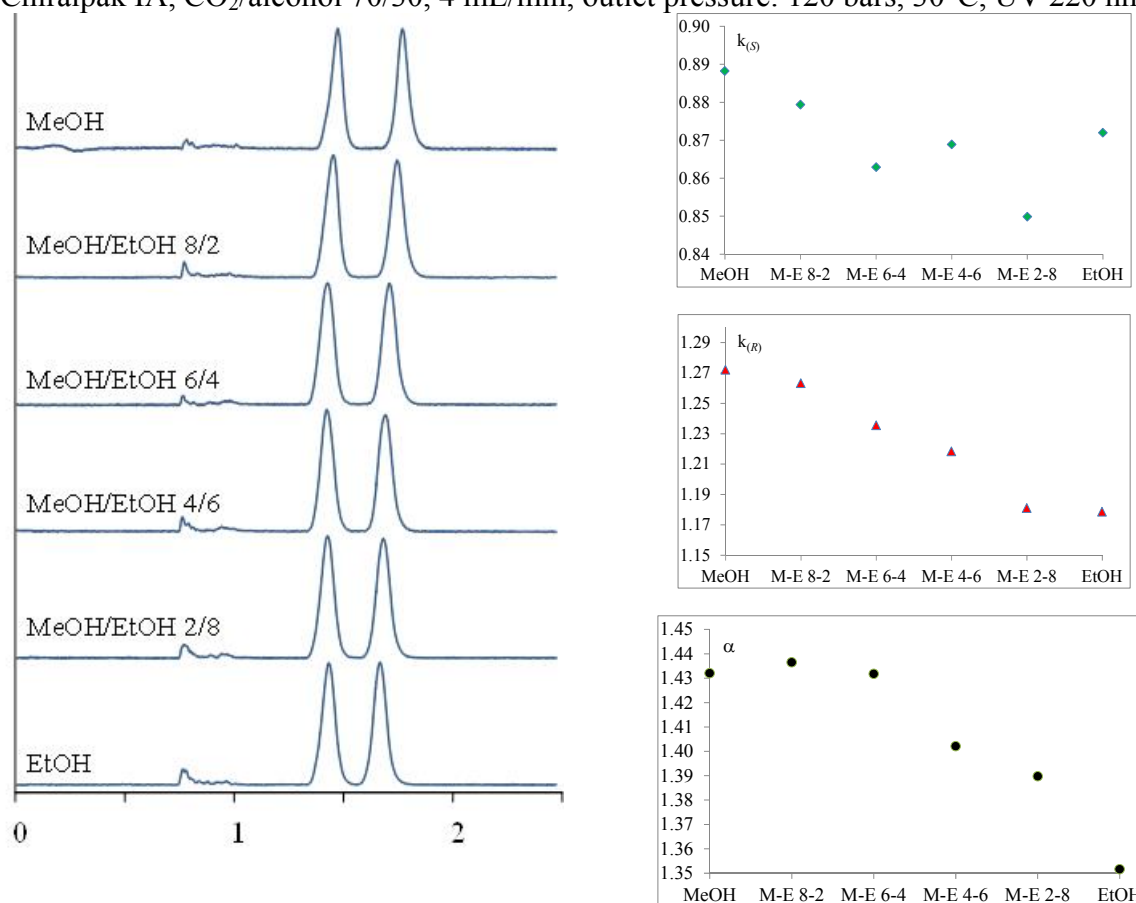 Chiralpak IA, CO2/alcohol 70/30, 4 mL/min, outlet pressure: 120 bars, 30°C, UV 220 nm
MeOH
MeOH/EtOH 8/2
MeOH/EtOH 6/4
MeOH/EtOH 4/6
MeOH/EtOH 2/8
EtOH
0 1 2
k(S)
0.90
0.89
0.88
0.87
0.86
0.85
0.84
MeOH M-E 8-2 M-E 6-4 M-E 4-6 M-E 2-8 EtOH
k(R)
1.29
1.27
1.25
1.23
1.21
1.19
1.17
1.15
MeOH M-E 8-2 M-E 6-4 M-E 4-6 M-E 2-8 EtOH
α
1.45
1.44
1.43
1.42
1.41
1.40
1.39
1.38
1.37
1.36
1.35
MeOH M-E 8-2 M-E 6-4 M-E 4-6 M-E 2-8 EtOH